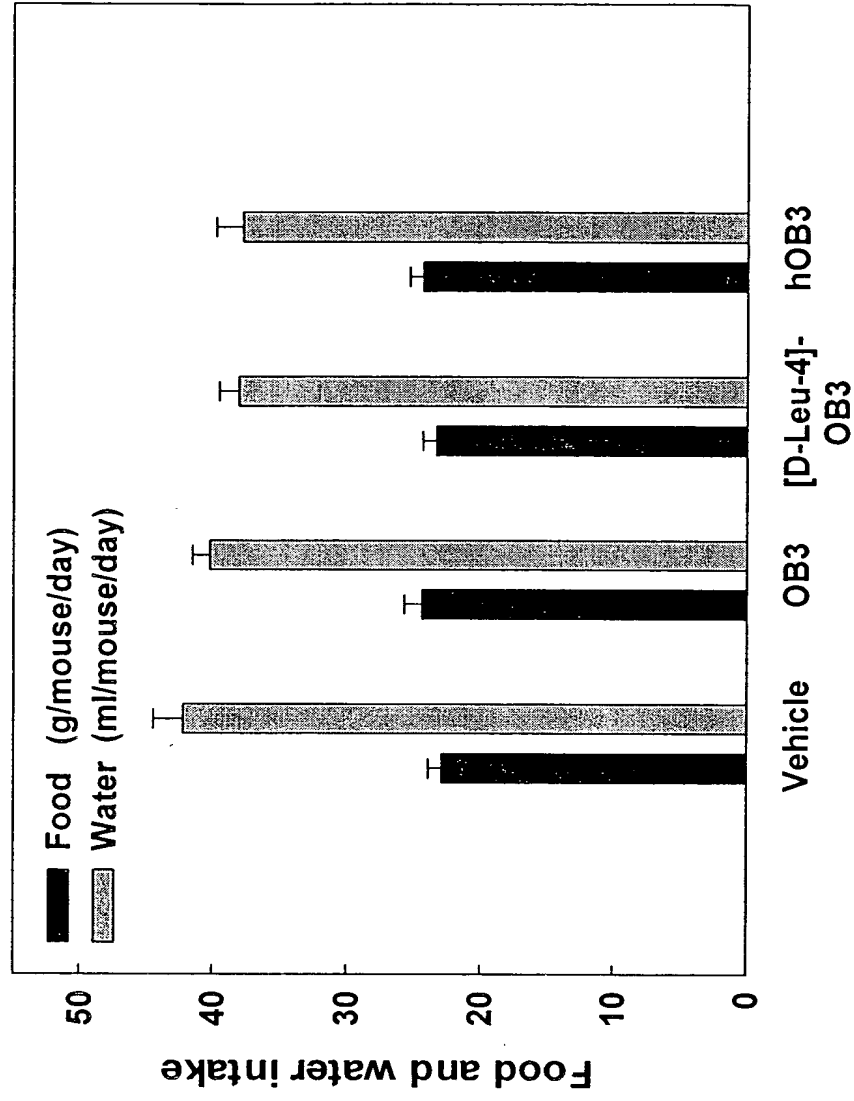 Food (g/mouse/day)
Water (ml/mouse/day)
Food and water intake
50
40
30
20
10
0
Vehicle
OB3
[D-Leu-4]-
OB3
hOB3